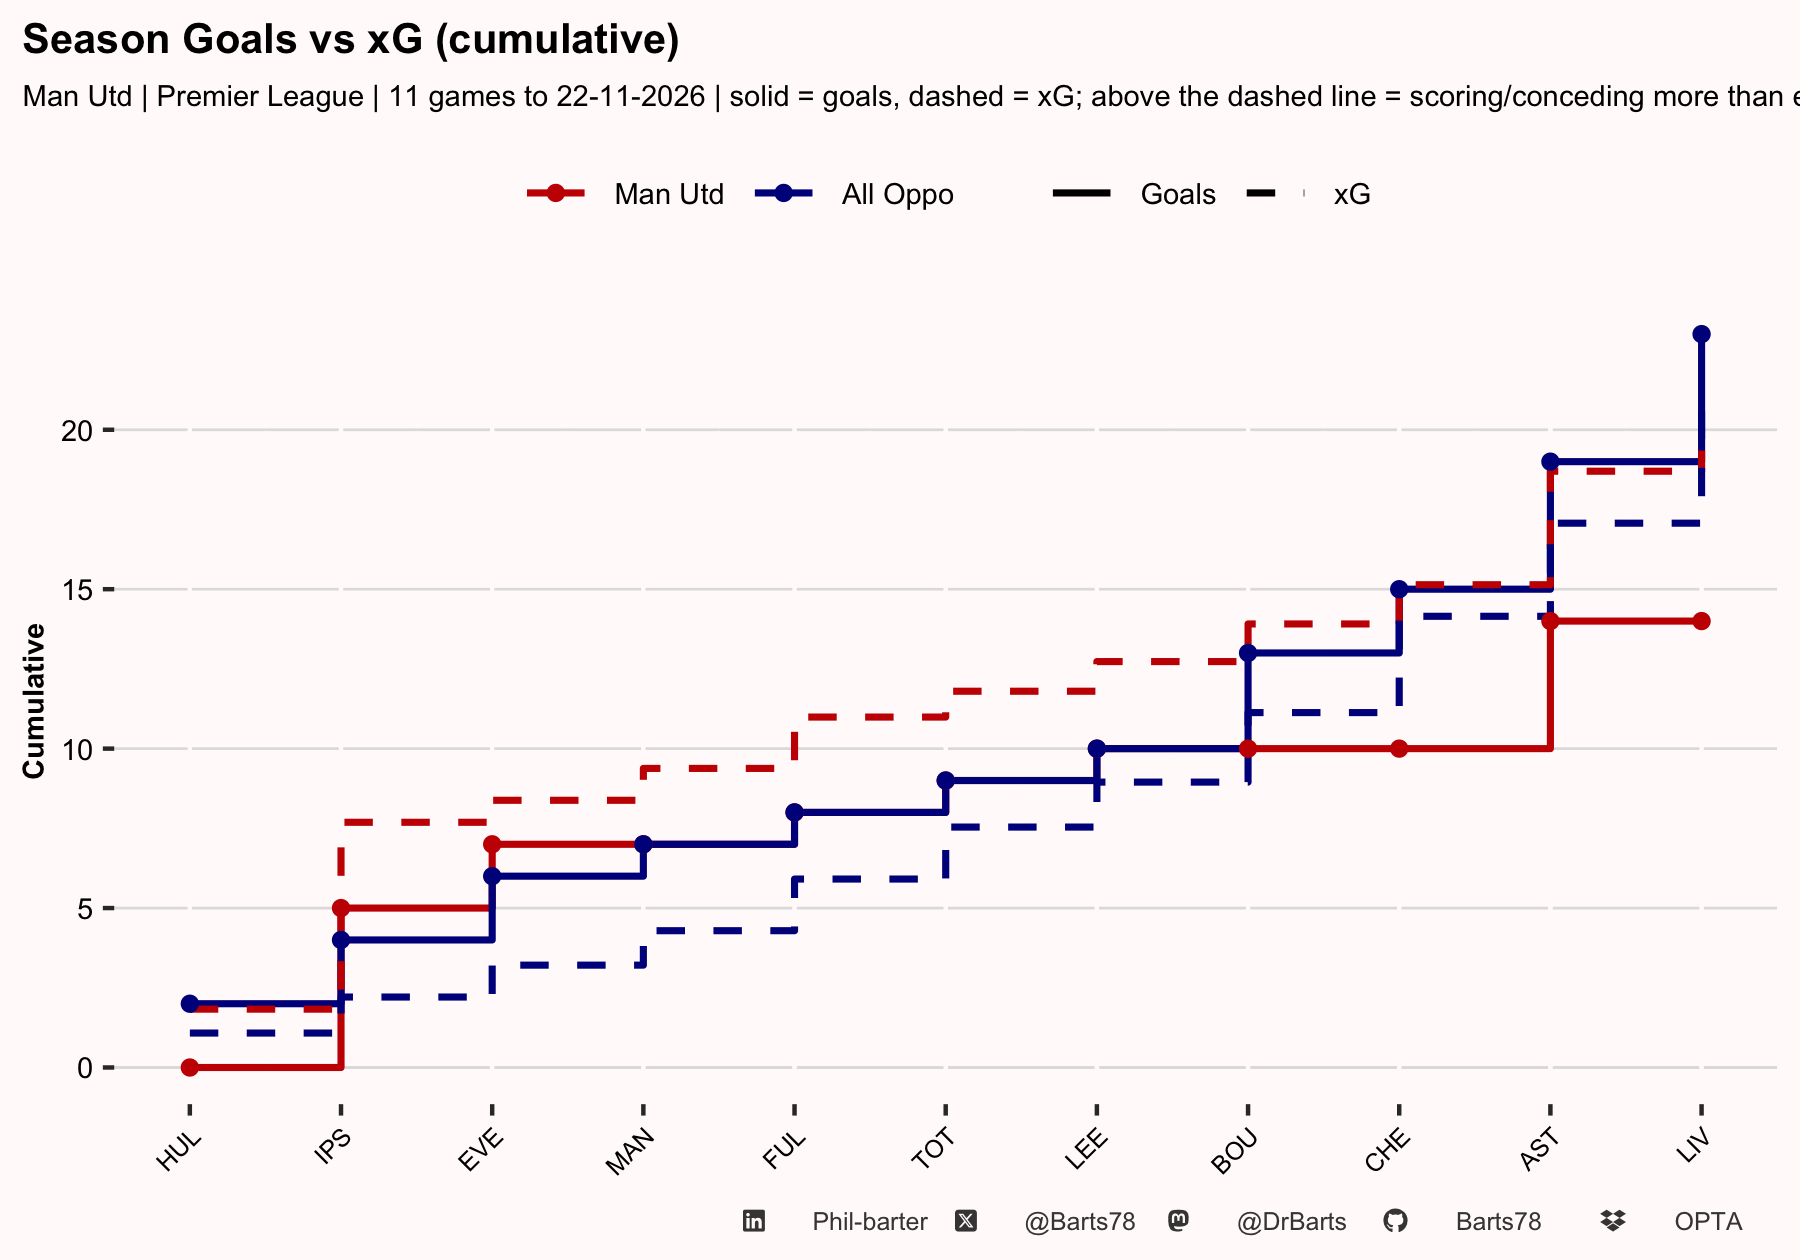 Season Goals vs xG (cumulative)
Man Utd | Premier League | 11 games to 22-11-2026 | solid = goals, dashed = xG; above the dashed line = scoring/conceding more than
Man Utd All Oppo Goals xG
20
15
10
5
0
Cumulative
HUL IPS EVE MAN FUL TOT LEE BOU CHE AST LIV
Phil-barter @Barts78 @DrBarts Barts78 OPTA